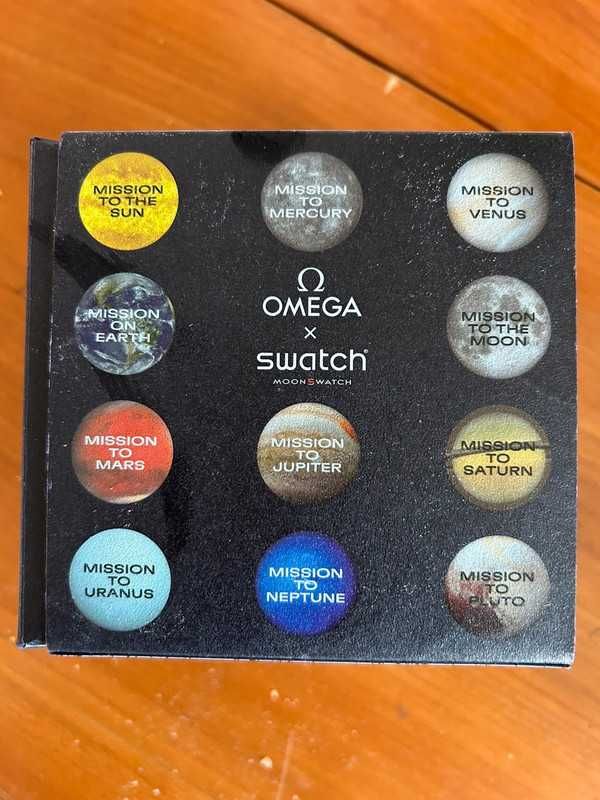 MISSION
TO THE
SUN
MISSION
TO
MERCURY
MISSION
TO
VENUS
MISSION
ON
EARTH
Ω
OMEGA
×
swatch®
MOONSWATCH
MISSION
TO THE
MOON
MISSION
TO
MARS
MISSION
TO
JUPITER
MISSION
TO
SATURN
MISSION
TO
URANUS
MISSION
TO
NEPTUNE
MISSION
TO
PLUTO